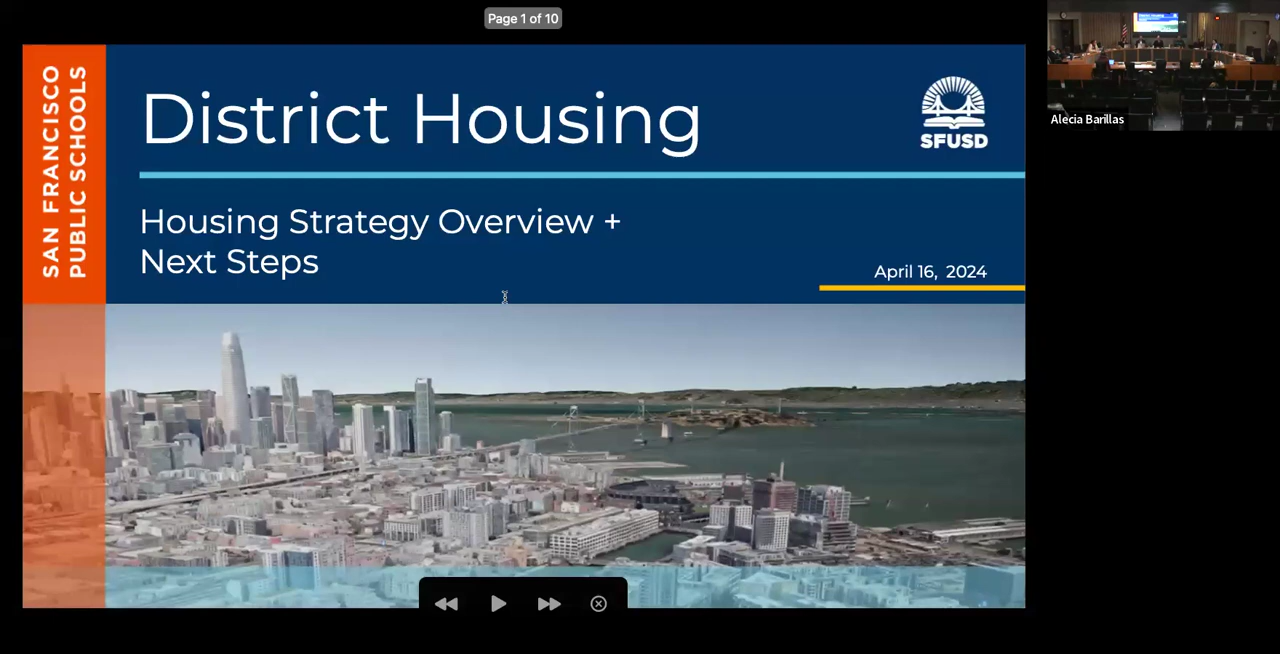 Page 1 of 10
SAN FRANCISCO
PUBLIC SCHOOLS
District Housing
SFUSD
Housing Strategy Overview +
Next Steps
April 16, 2024
Alecia Barillas